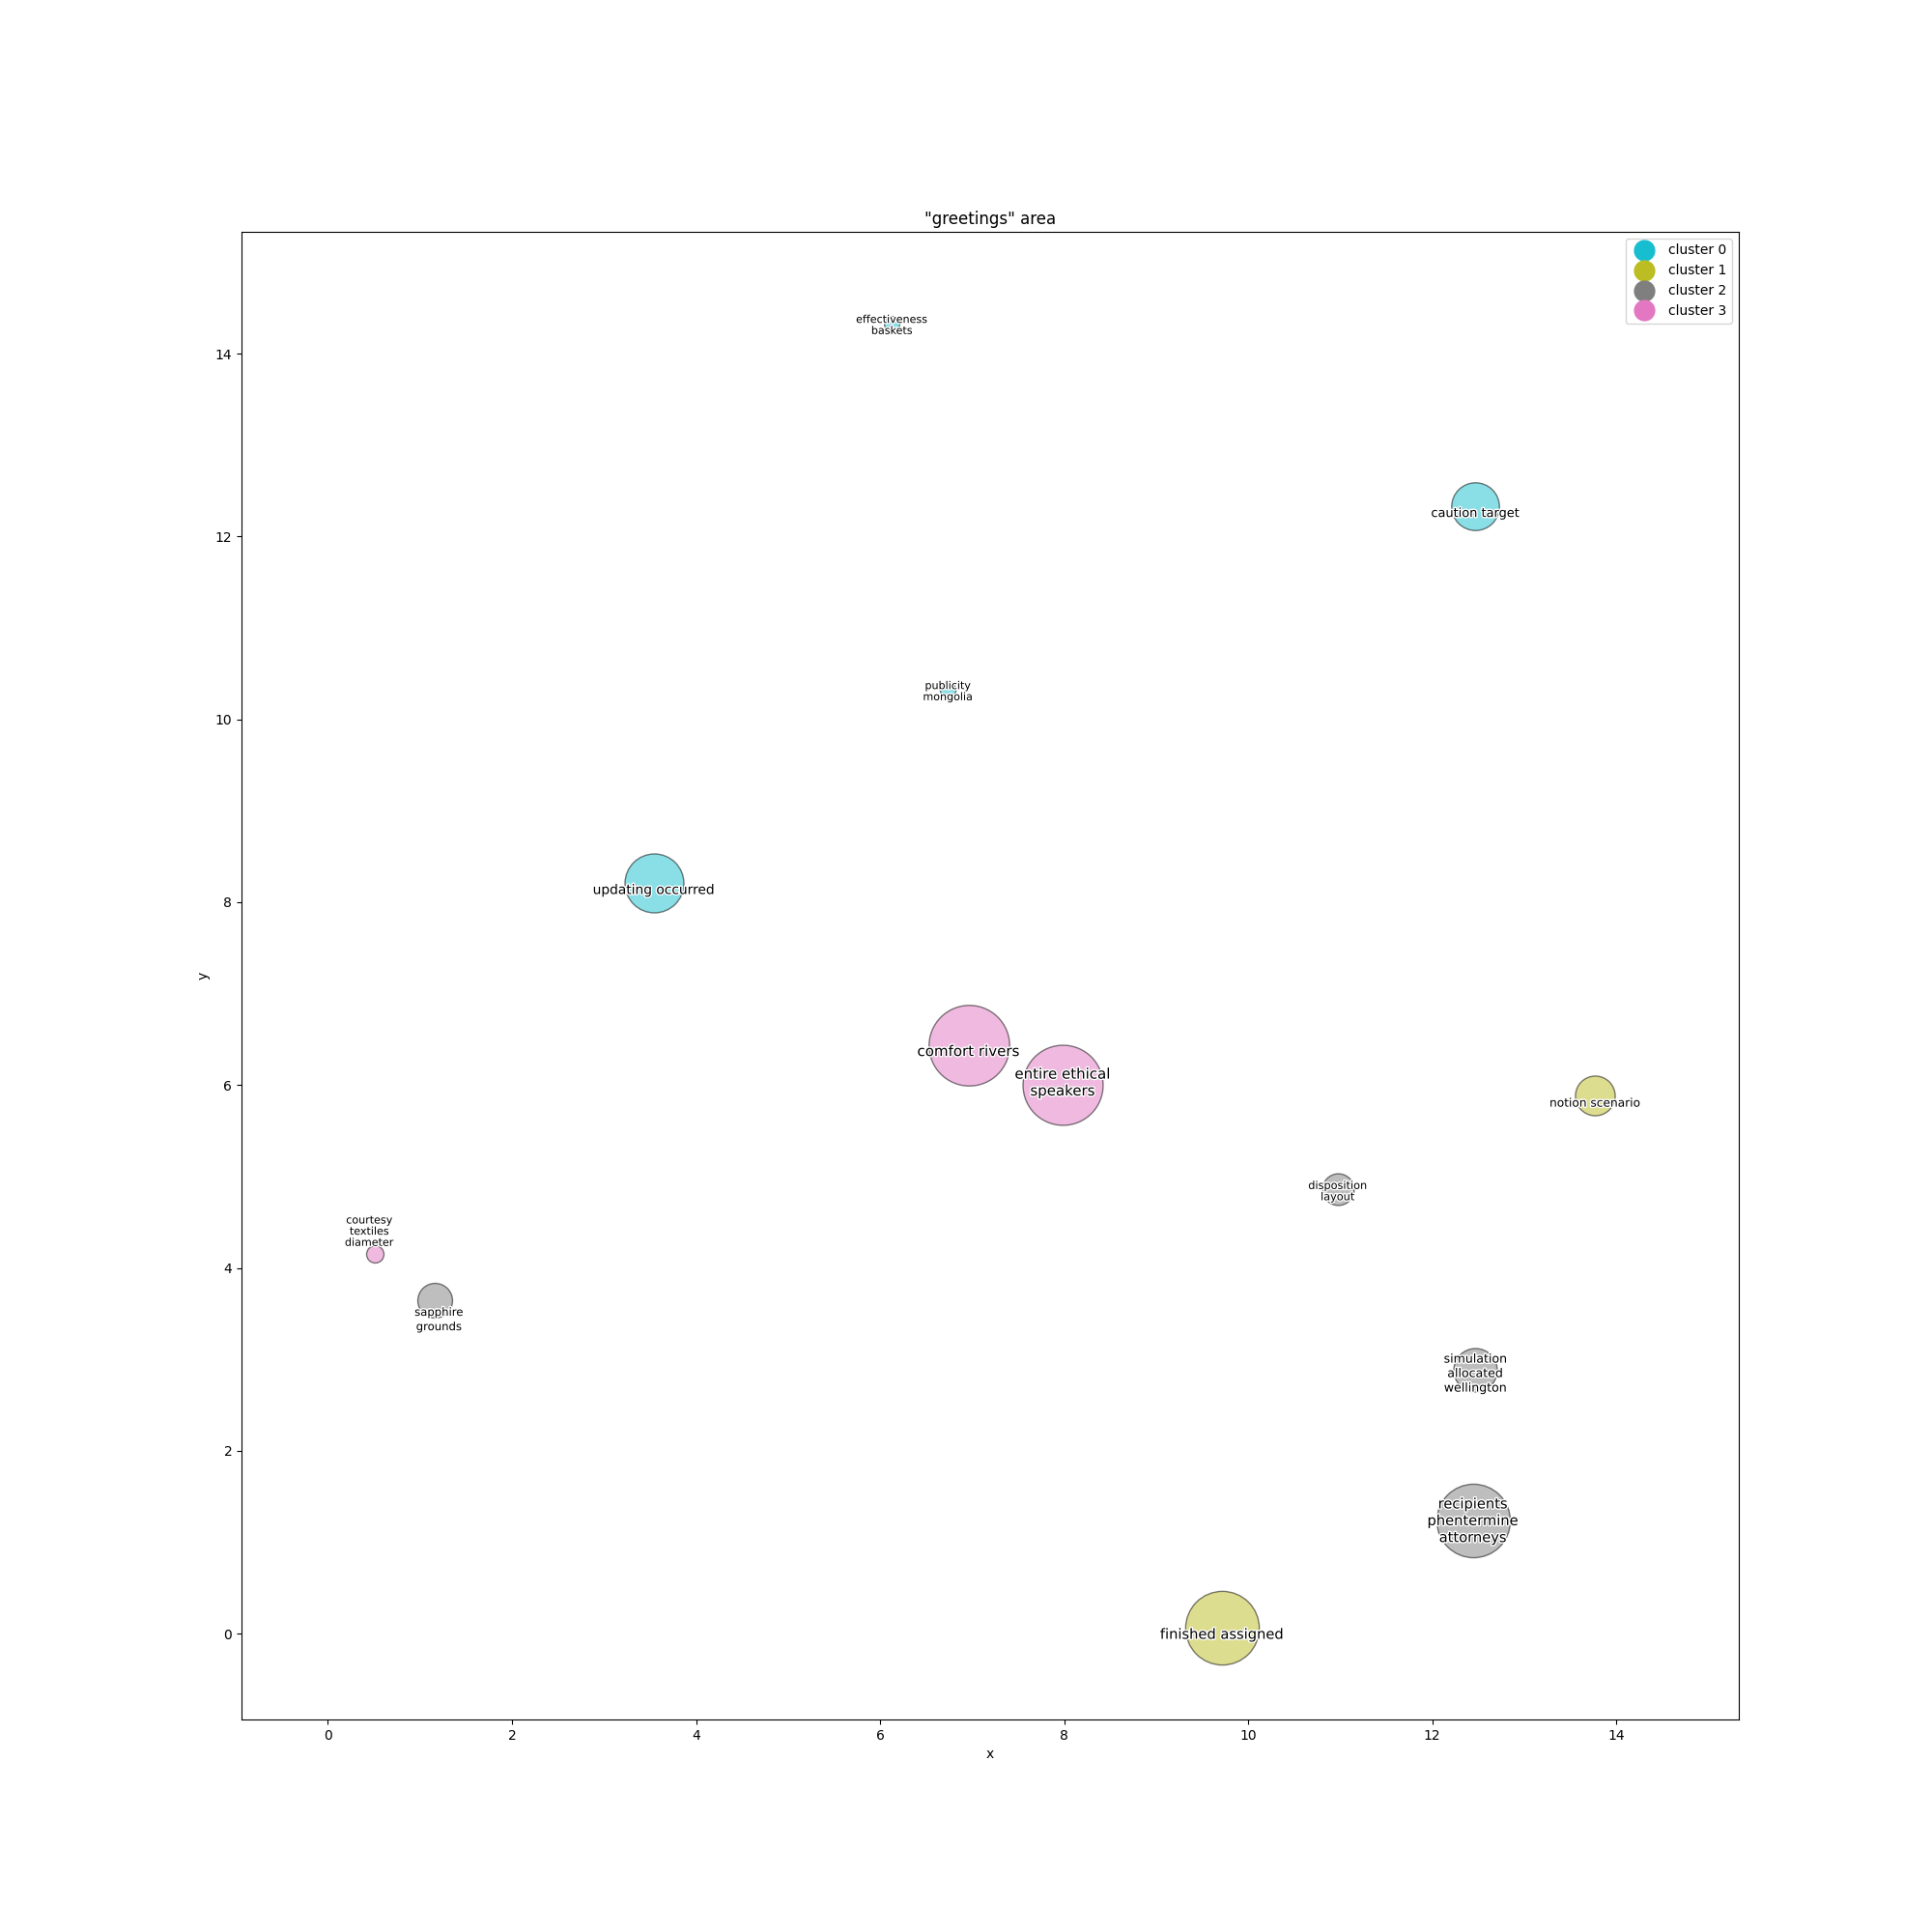 "greetings" area
cluster 0
cluster 1
cluster 2
cluster 3
effectiveness
baskets
14
caution target
12
publicity
mongolia
10
updating occurred
8
y
comfort rivers
entire ethical
speakers
6
notion scenario
disposition
layout
courtesy
textiles
diameter
4
sapphire
grounds
simulation
allocated
wellington
2
recipients
phentermine
attorneys
finished assigned
0
0
2
4
6
8
10
12
14
x